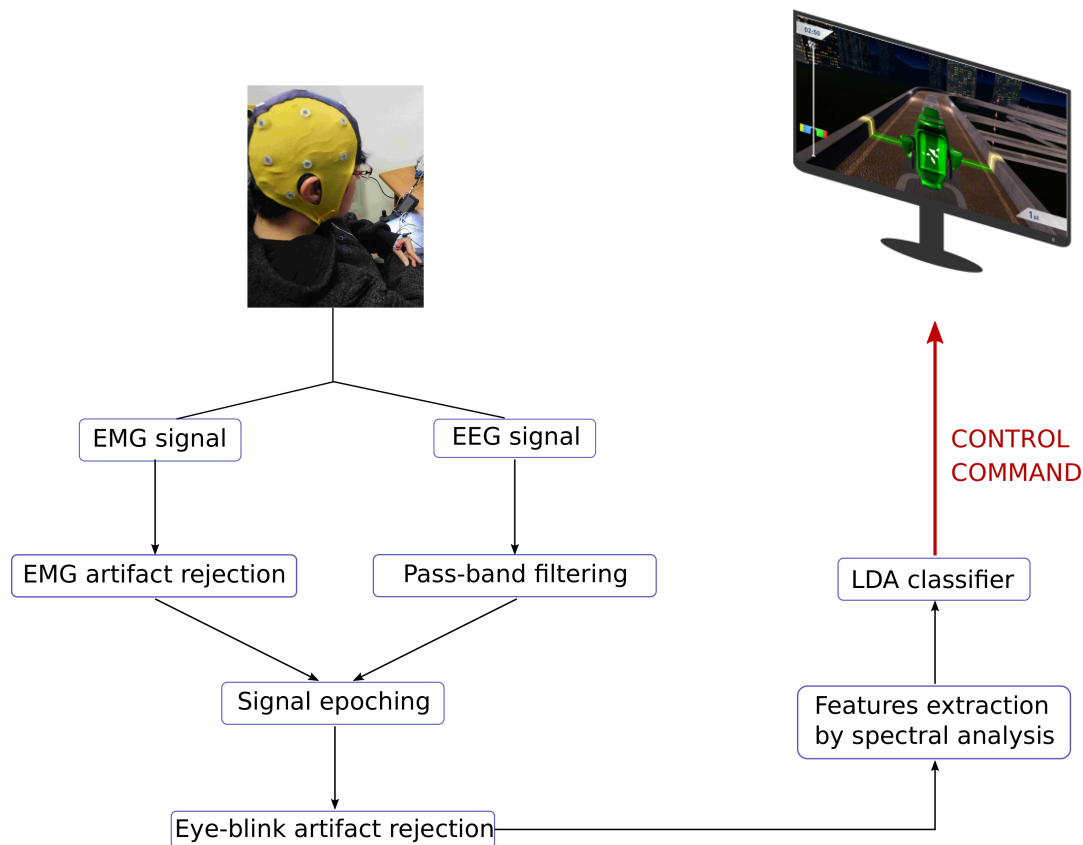 02:50
1st
EMG signal
EEG signal
CONTROL
COMMAND
EMG artifact rejection
Pass-band filtering
LDA classifier
Signal epoching
Features extraction
by spectral analysis
Eye-blink artifact rejection